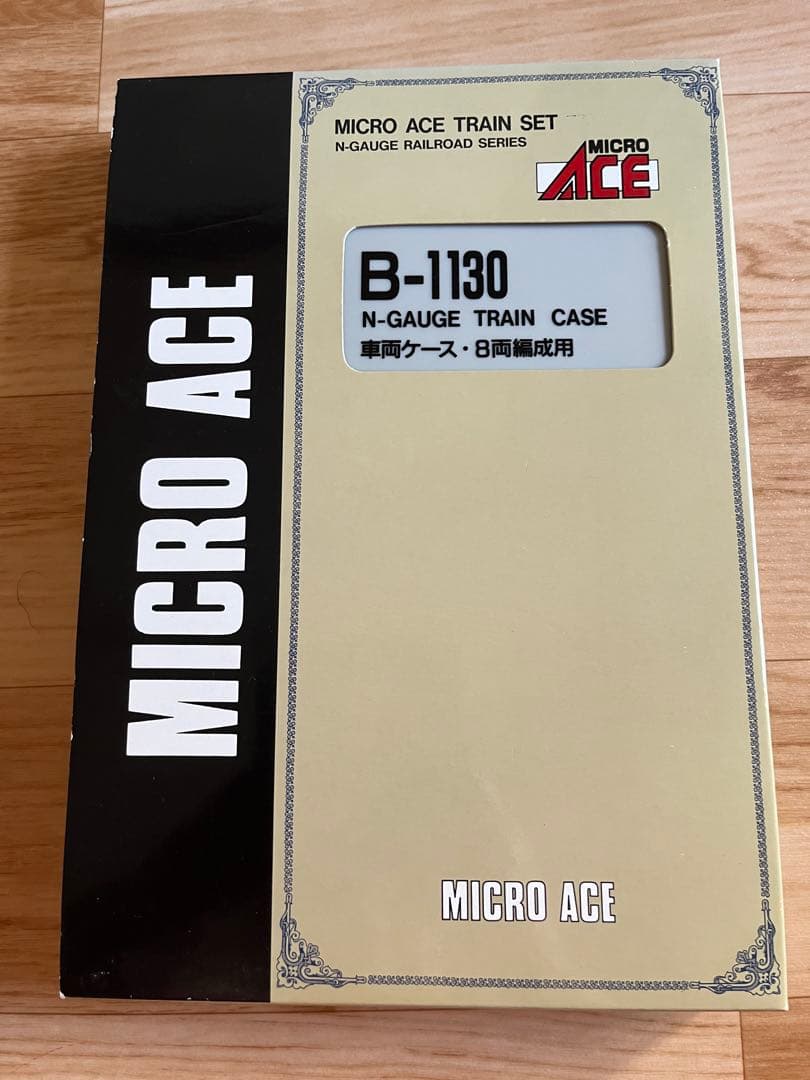 MICRO ACE
MICRO ACE TRAIN SET
N-GAUGE RAILROAD SERIES
MICRO
ACE
B-1130
N-GAUGE TRAIN CASE
車両ケース・8両編成用
MICRO ACE